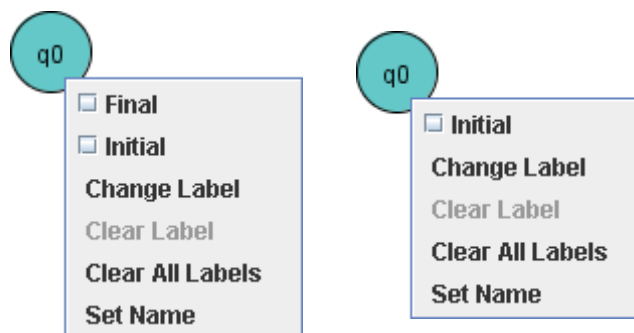 q0
Final
Initial
Change Label
Clear Label
Clear All Labels
Set Name
q0
Initial
Change Label
Clear Label
Clear All Labels
Set Name